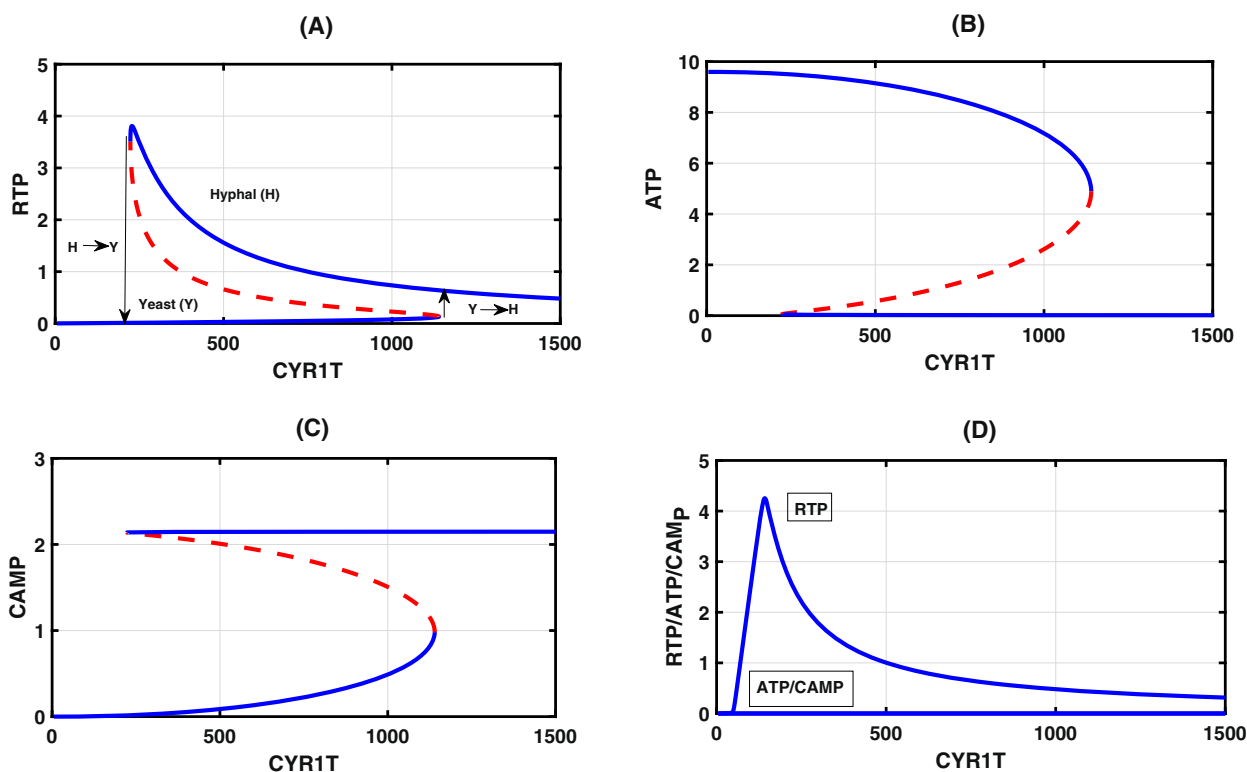 (A)
5
4
3
2
1
0
RTP
Hyphal (H)
H → Y
Yeast (Y)
Y → H
0 500 1000 1500
CYR1T
(B)
10
8
6
4
2
0
ATP
0 500 1000 1500
CYR1T
(C)
3
2
1
0
CAMP
0 500 1000 1500
CYR1T
(D)
5
4
3
2
1
0
RTP/ATP/CAMP
RTP
ATP/CAMP
0 500 1000 1500
CYR1T